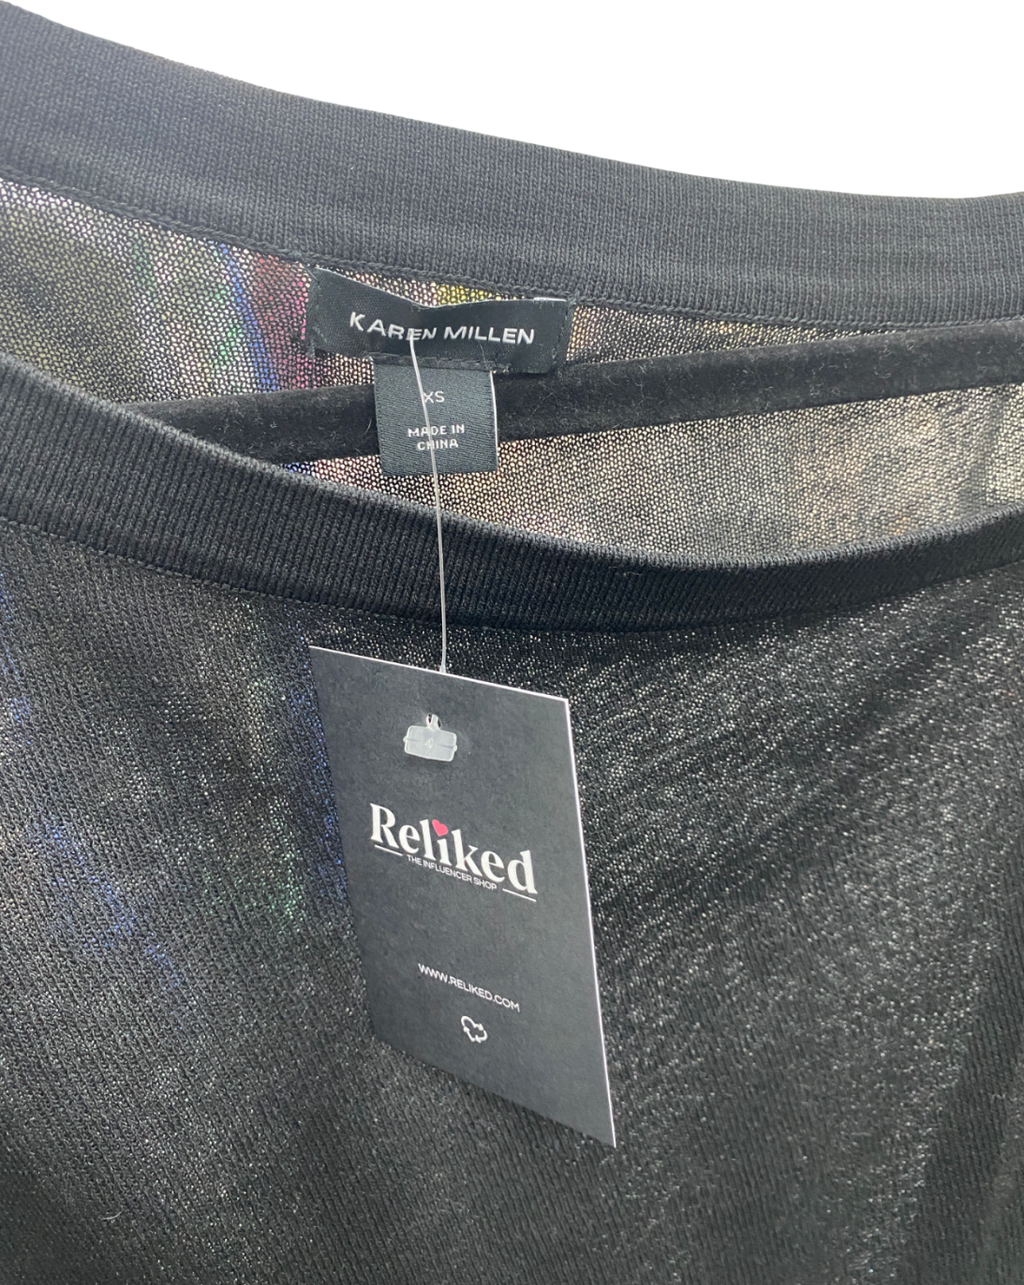 KAREN MILLEN
XS
MADE IN
CHINA
Reliked
THE INFLUENCER SHOP
WWW.RELIKED.COM